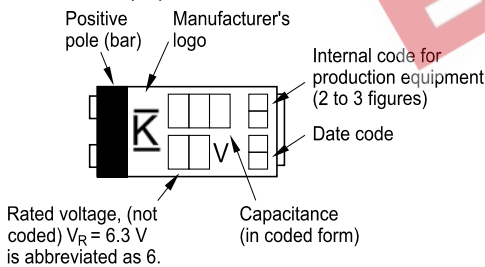 Positive
pole (bar)
Manufacturer's
logo
Internal code for
production equipment
(2 to 3 figures)
Date code
K
V
Rated voltage, (not
coded) VR = 6.3 V
is abbreviated as 6.
Capacitance
(in coded form)